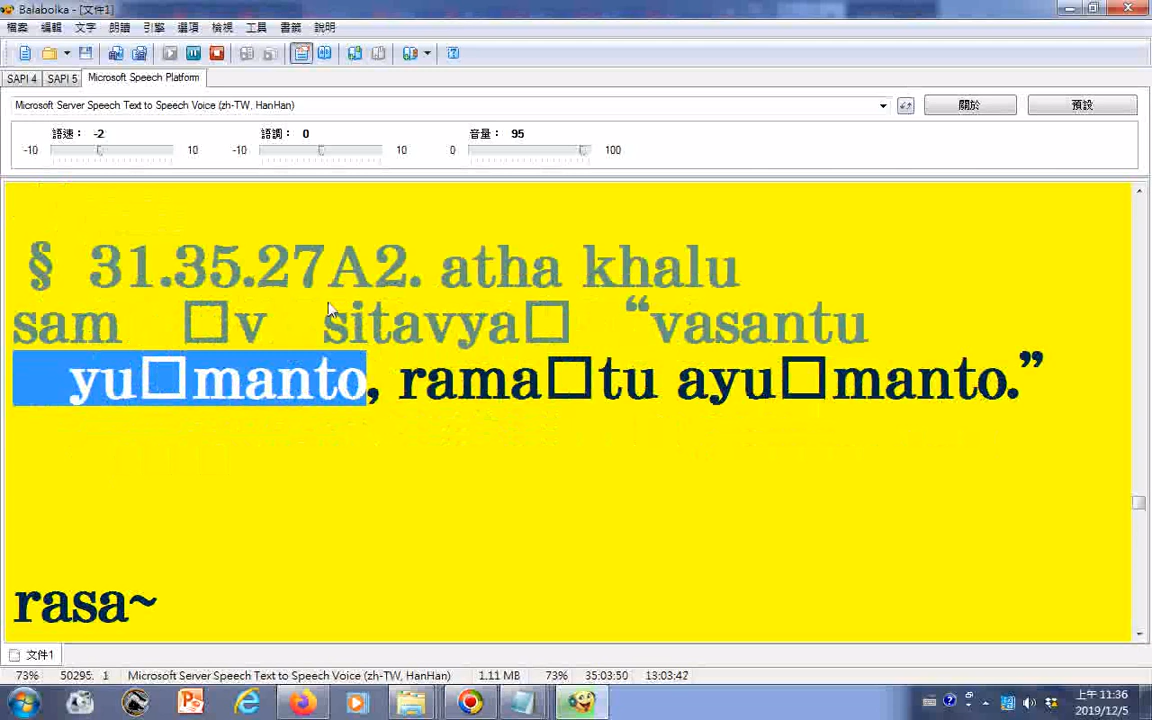 Balabolka - [文件1]
檔案 編輯 文字 朗讀 引擎 選項 檢視 工具 書籤 說明
SAPI 4 SAPI 5 Microsoft Speech Platform
Microsoft Server Speech Text to Speech Voice (zh-TW, HanHan) 關於 預設
語速： -2 語調： 0 音量： 95
-10 10 -10 10 0 100
§ 31.35.27A2. atha khalu
sam □v sitavya□ “vasantu
yu□manto, rama□tu ayu□manto.”
rasa~
文件1
73% 50295: 1 Microsoft Server Speech Text to Speech Voice (zh-TW, HanHan) 1.11 MB 73% 35:03:50 13:03:42
上午 11:36
2019/12/5